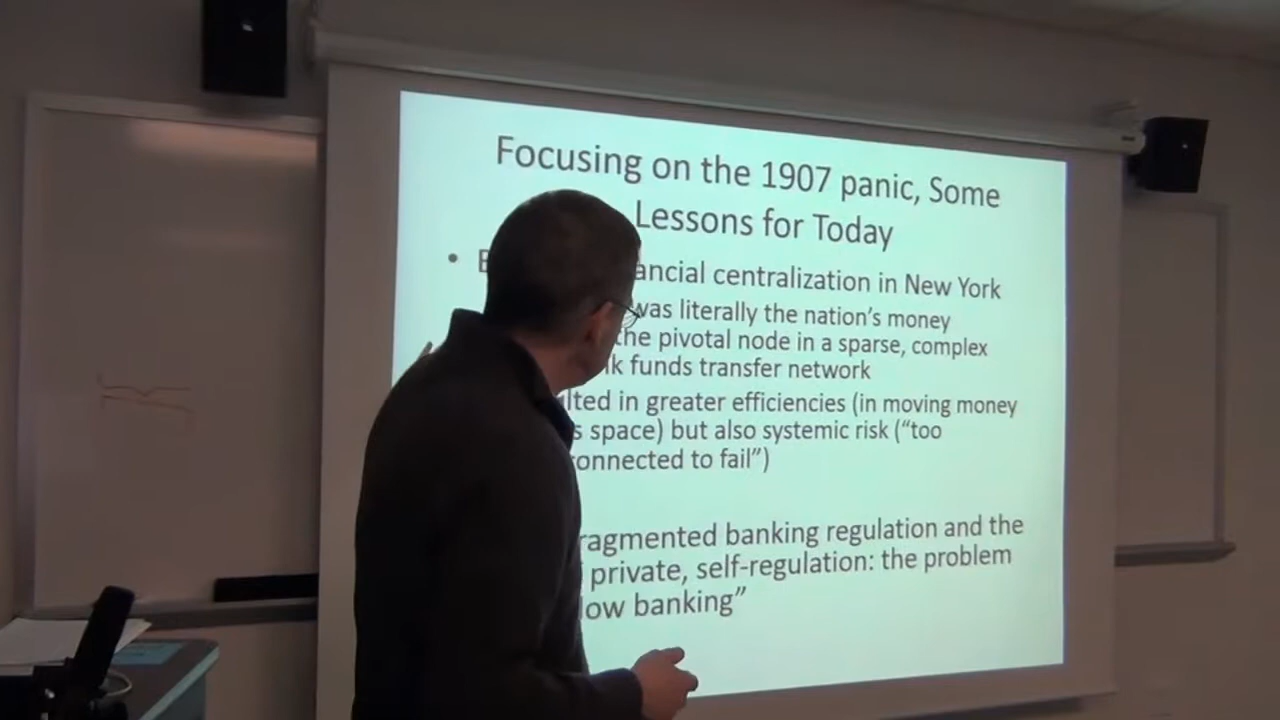 Focusing on the 1907 panic, Some
Lessons for Today
• ancial centralization in New York
was literally the nation's money
the pivotal node in a sparse, complex
k funds transfer network
lted in greater efficiencies (in moving money
s space) but also systemic risk ("too
onnected to fail")
ragmented banking regulation and the
private, self-regulation: the problem
ow banking"